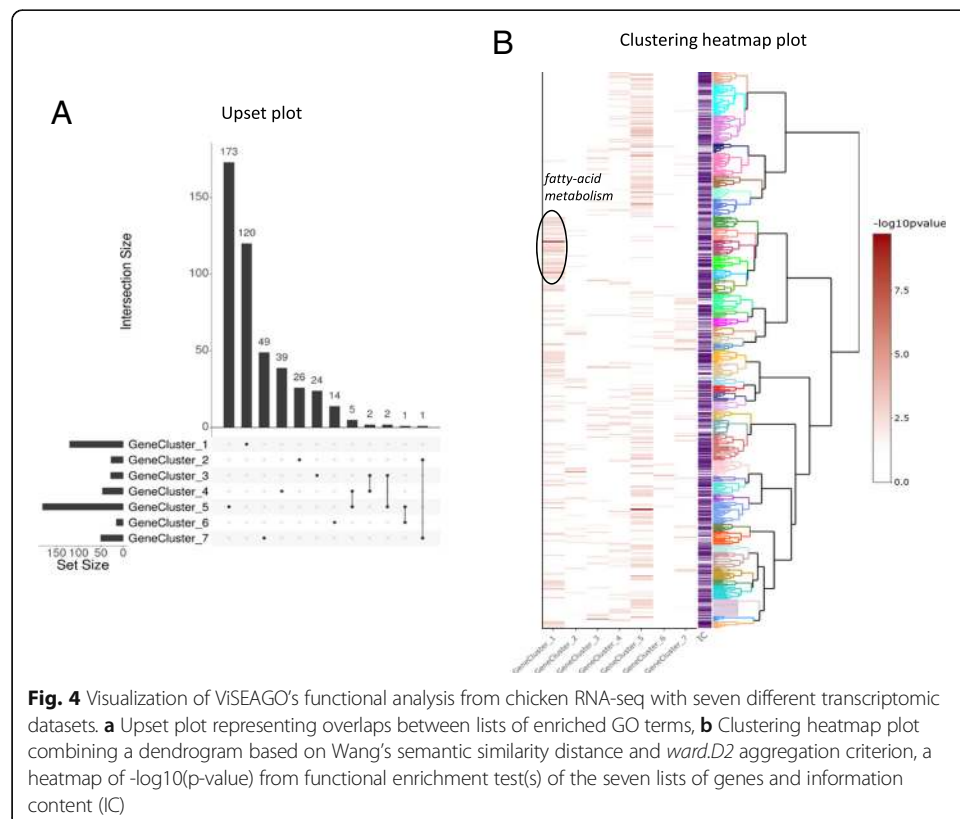 A
Upset plot
173
120
49
39
26
24
14
5
2
2
1
1
150
100
50
0
Intersection Size
GeneCluster_1
GeneCluster_2
GeneCluster_3
GeneCluster_4
GeneCluster_5
GeneCluster_6
GeneCluster_7
150 100 50 0
Set Size
B
Clustering heatmap plot
fatty-acid
metabolism
-log10pvalue
7.5
5.0
2.5
0.0
GeneCluster_1
GeneCluster_2
GeneCluster_3
GeneCluster_4
GeneCluster_5
GeneCluster_6
GeneCluster_7
IC
Fig. 4 Visualization of ViSEAGO's functional analysis from chicken RNA-seq with seven different transcriptomic
datasets. a Upset plot representing overlaps between lists of enriched GO terms, b Clustering heatmap plot
combining a dendrogram based on Wang's semantic similarity distance and ward.D2 aggregation criterion, a
heatmap of -log10(p-value) from functional enrichment test(s) of the seven lists of genes and information
content (IC)